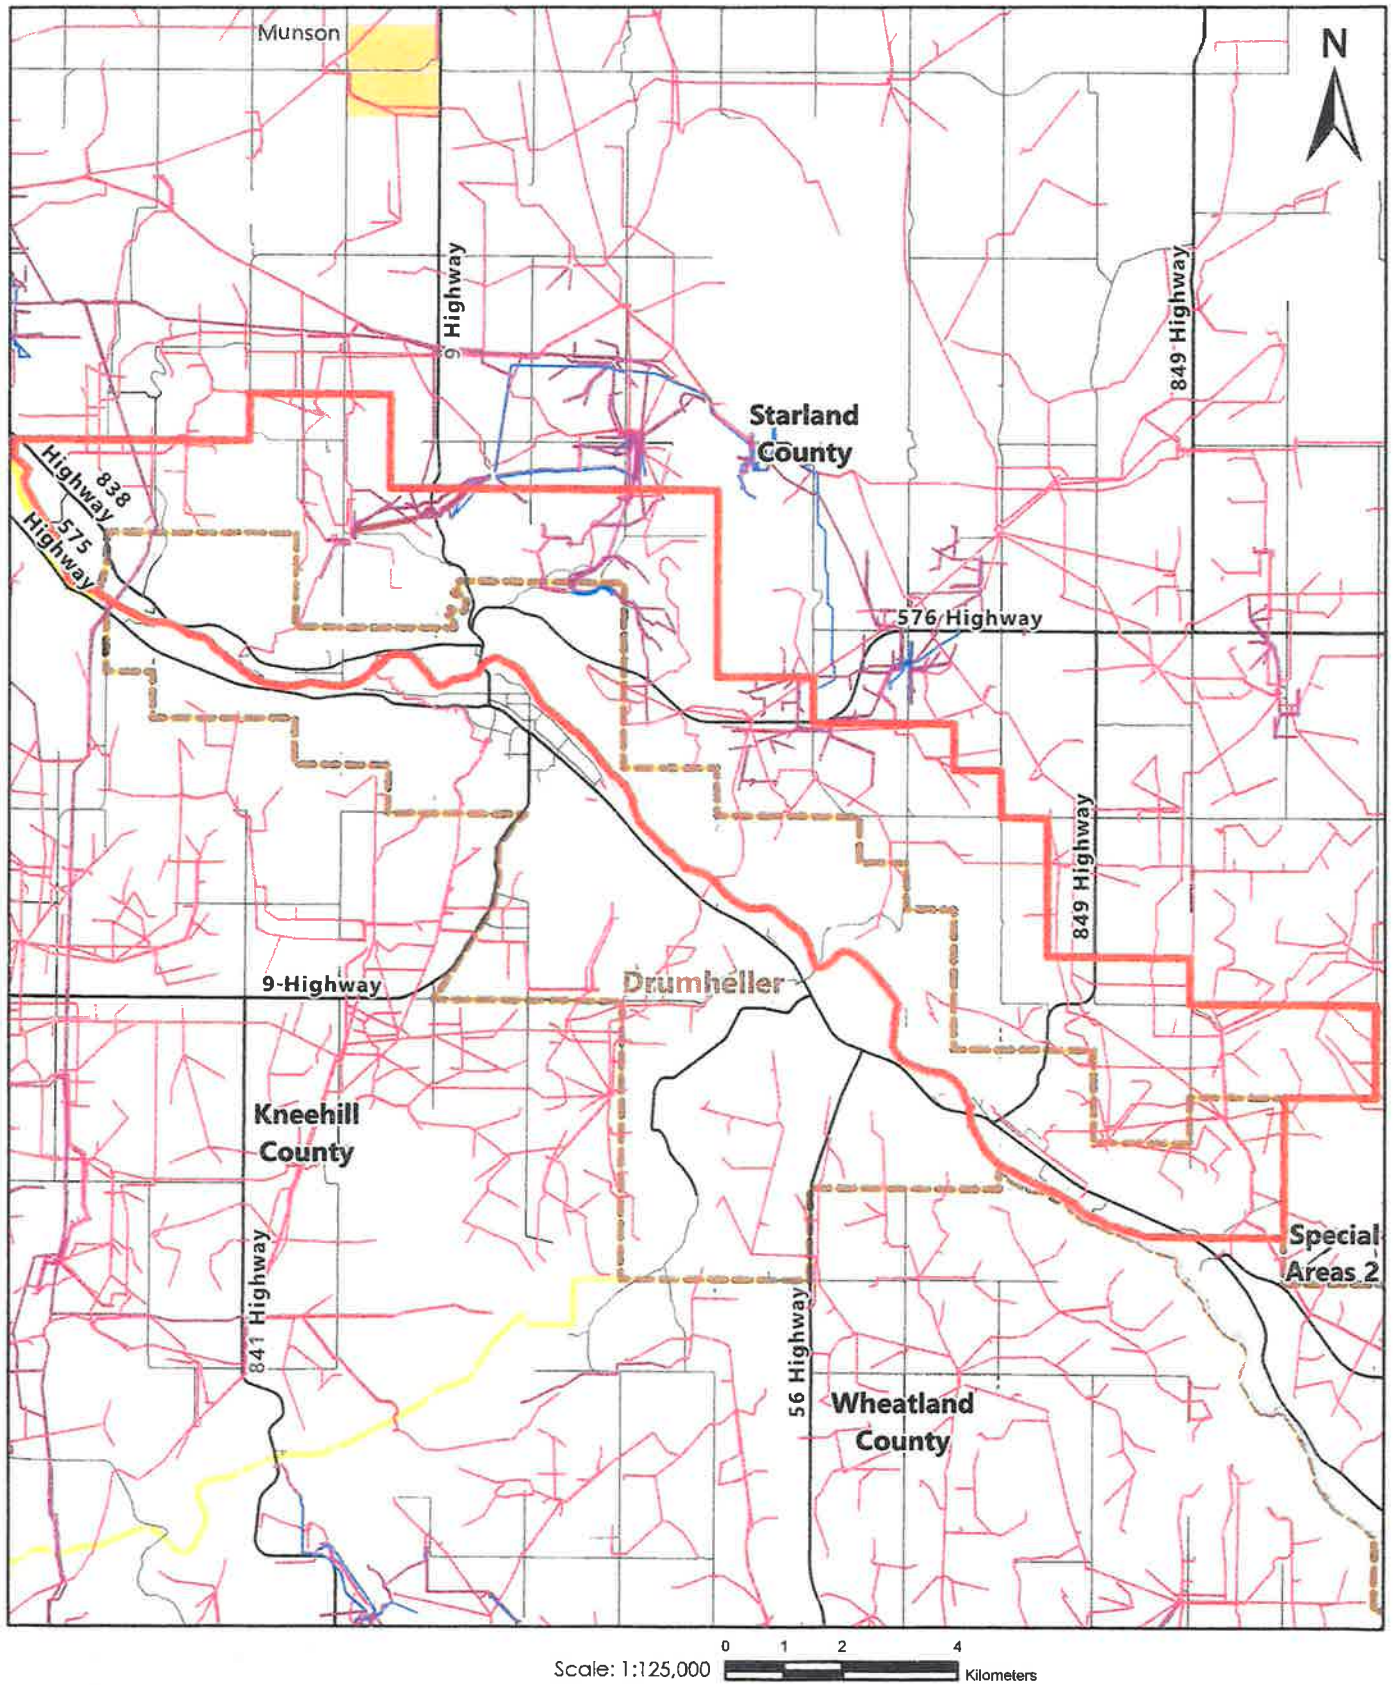 Munson
N
9 Highway
849 Highway
Starland
County
Highway
838
575
Highway
576 Highway
849 Highway
9-Highway
Drumheller
Kneehill
County
841 Highway
Special
Areas 2
56 Highway
Wheatland
County
Scale: 1:125,000
0 1 2 4
Kilometers